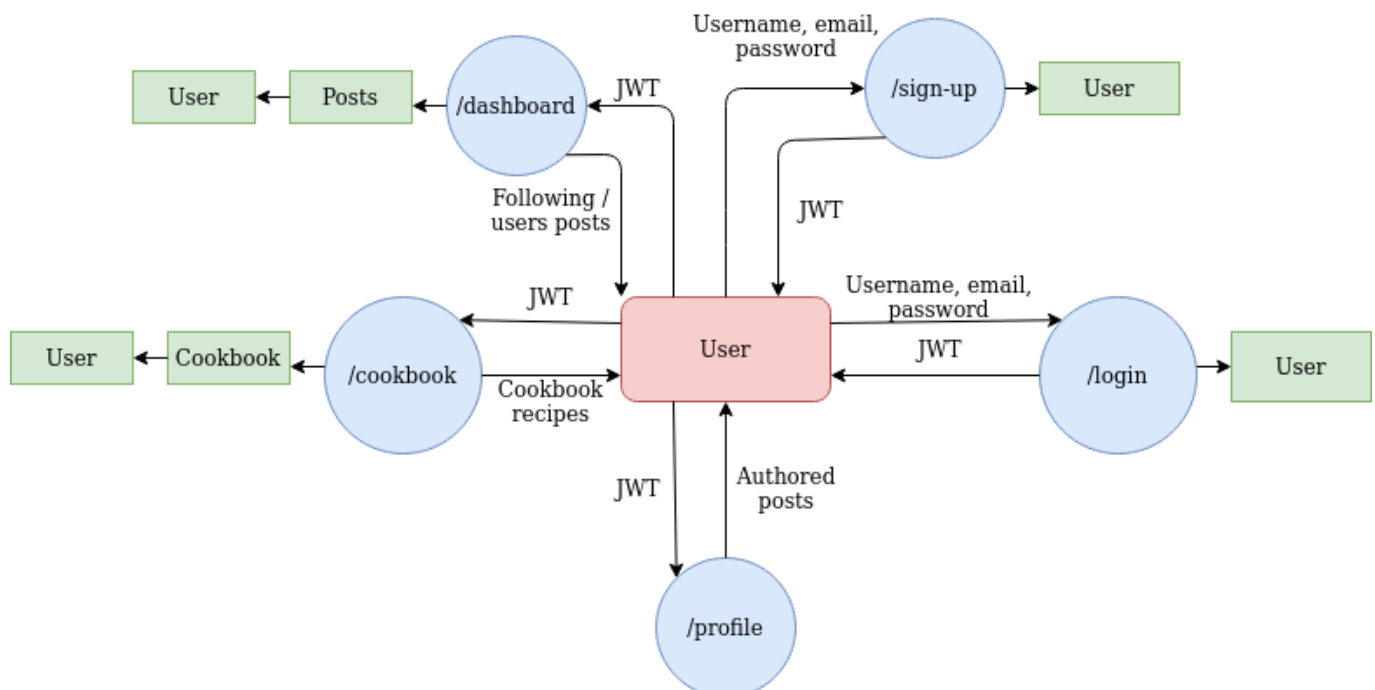 Username, email,
password
User
Posts
/dashboard
JWT
/sign-up
User
Following /
users posts
JWT
JWT
Username, email,
password
User
Cookbook
/cookbook
Cookbook
recipes
User
JWT
/login
User
JWT
Authored
posts
/profile